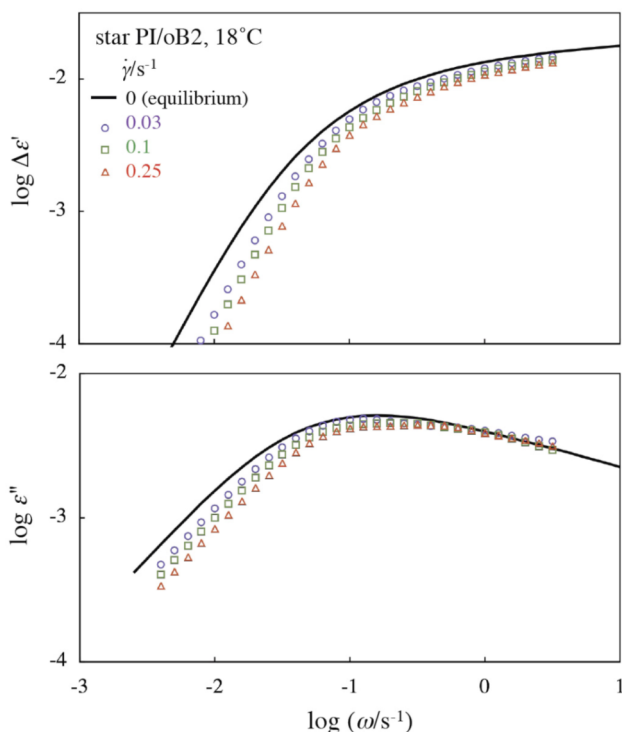 star PI/oB2, 18°C
γ̇/s⁻¹
0 (equilibrium)
0.03
0.1
0.25
log Δε'
-2
-3
-4
log ε"
-2
-3
-4
-3 -2 -1 0 1
log (ω/s⁻¹)